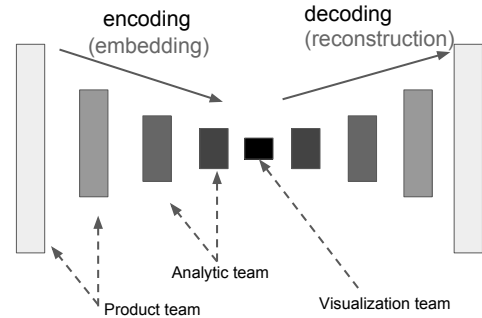 encoding
(embedding)
decoding
(reconstruction)
Analytic team
Product team
Visualization team